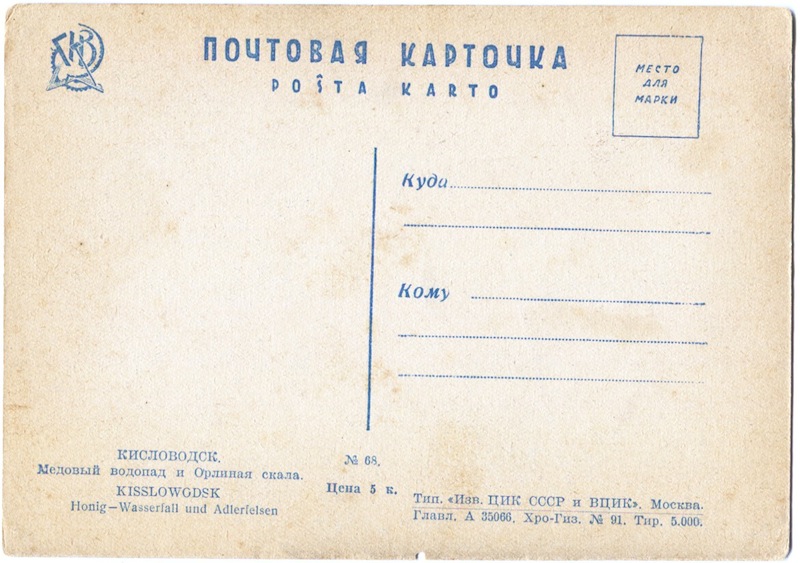 ПОЧТОВАЯ КАРТОЧКА
POŜTA KARTO
МЕСТО
ДЛЯ
МАРКИ
Куда
Кому
КИСЛОВОДСК.
Медовый водопад и Орлиная скала.
KISSLOWGDSK
Honig—Wasserfall und Adlerfelsen
№ 68.
Цена 5 к.
Тип. «Изв. ЦИК СССР и ВЦИК». Москва.
Главл. А 35066. Хро-Гиз. № 91. Тир. 5.000.